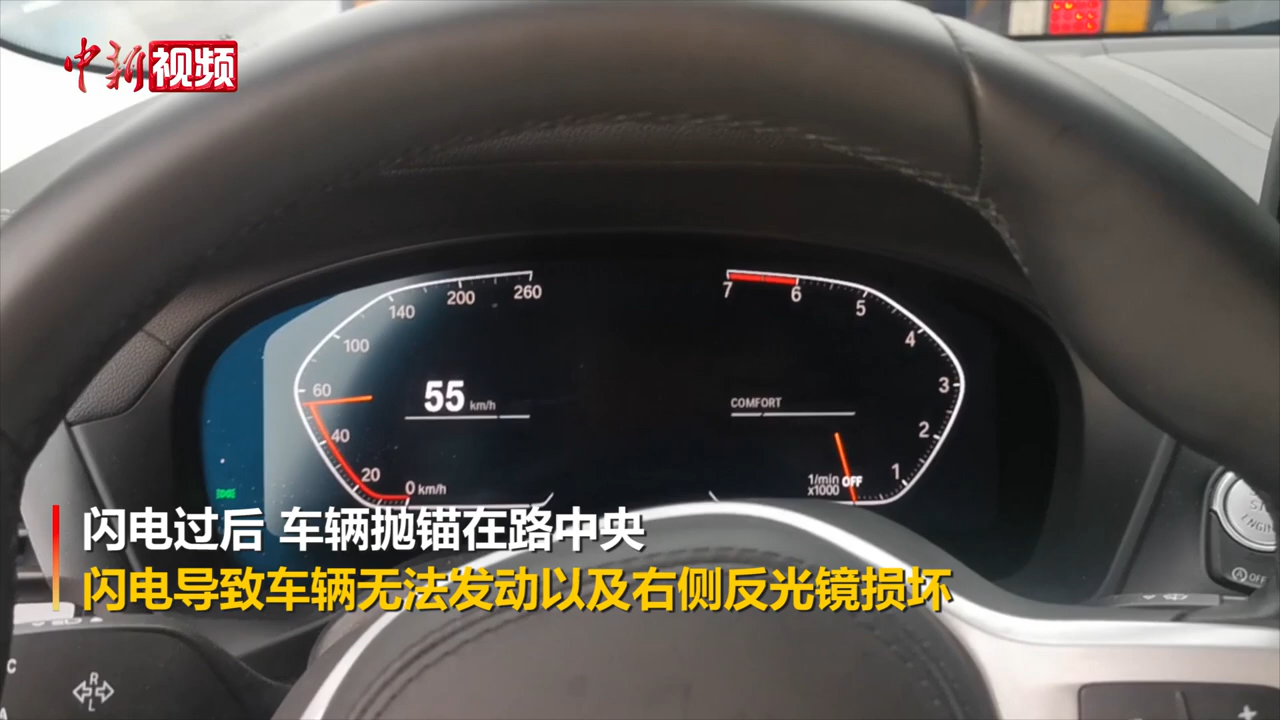 中新视频
260
200
140
100
60
40
20
0 km/h
55 km/h
7
6
5
4
3
2
1
COMFORT
1/min
x1000
OFF
ENGIN
OFF
闪电过后 车辆抛锚在路中央
闪电导致车辆无法发动以及右侧反光镜损坏
C
A
R
L